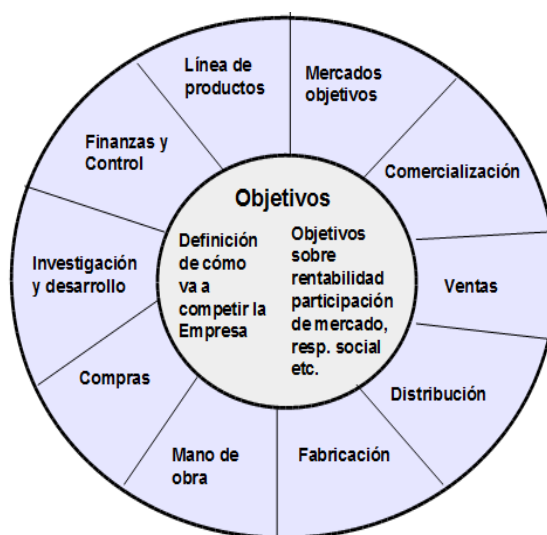 Línea de
productos
Mercados
objetivos
Comercialización
Ventas
Distribución
Fabricación
Mano de
obra
Compras
Investigación
y desarrollo
Finanzas y
Control
Objetivos
Definición
de cómo
va a
competir la
Empresa
Objetivos
sobre
rentabilidad
participación
de mercado,
resp. social
etc.